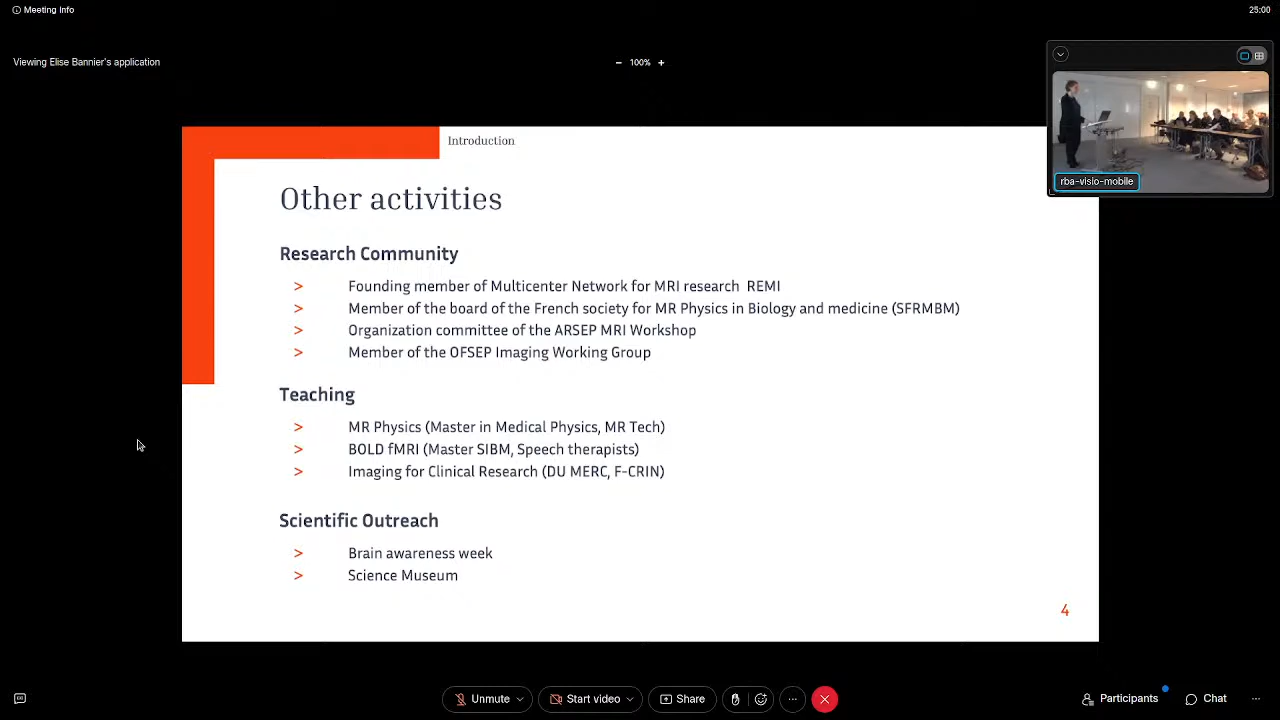 Meeting Info
25:00
Viewing Elise Bannier's application
− 100% +
rba-visio-mobile
Introduction
Other activities
Research Community
> Founding member of Multicenter Network for MRI research REMI
> Member of the board of the French society for MR Physics in Biology and medicine (SFRMBM)
> Organization committee of the ARSEP MRI Workshop
> Member of the OFSEP Imaging Working Group
Teaching
> MR Physics (Master in Medical Physics, MR Tech)
> BOLD fMRI (Master SIBM, Speech therapists)
> Imaging for Clinical Research (DU MERC, F-CRIN)
Scientific Outreach
> Brain awareness week
> Science Museum
4
Unmute
Start video
Share
Participants
Chat